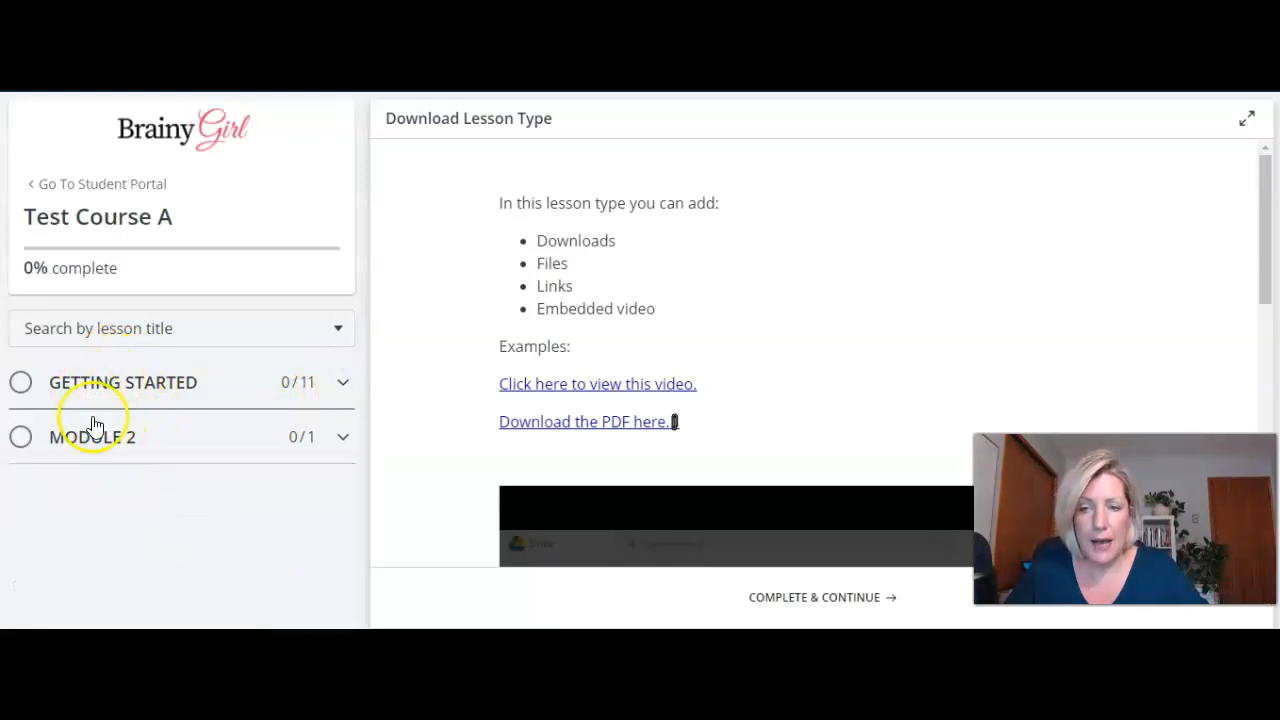 Brainy Girl
Go To Student Portal
Test Course A
0% complete
Search by lesson title
GETTING STARTED 0/11
MODULE 2 0/1
Download Lesson Type
In this lesson type you can add:
Downloads
Files
Links
Embedded video
Examples:
Click here to view this video.
Download the PDF here.
Drive
COMPLETE & CONTINUE →